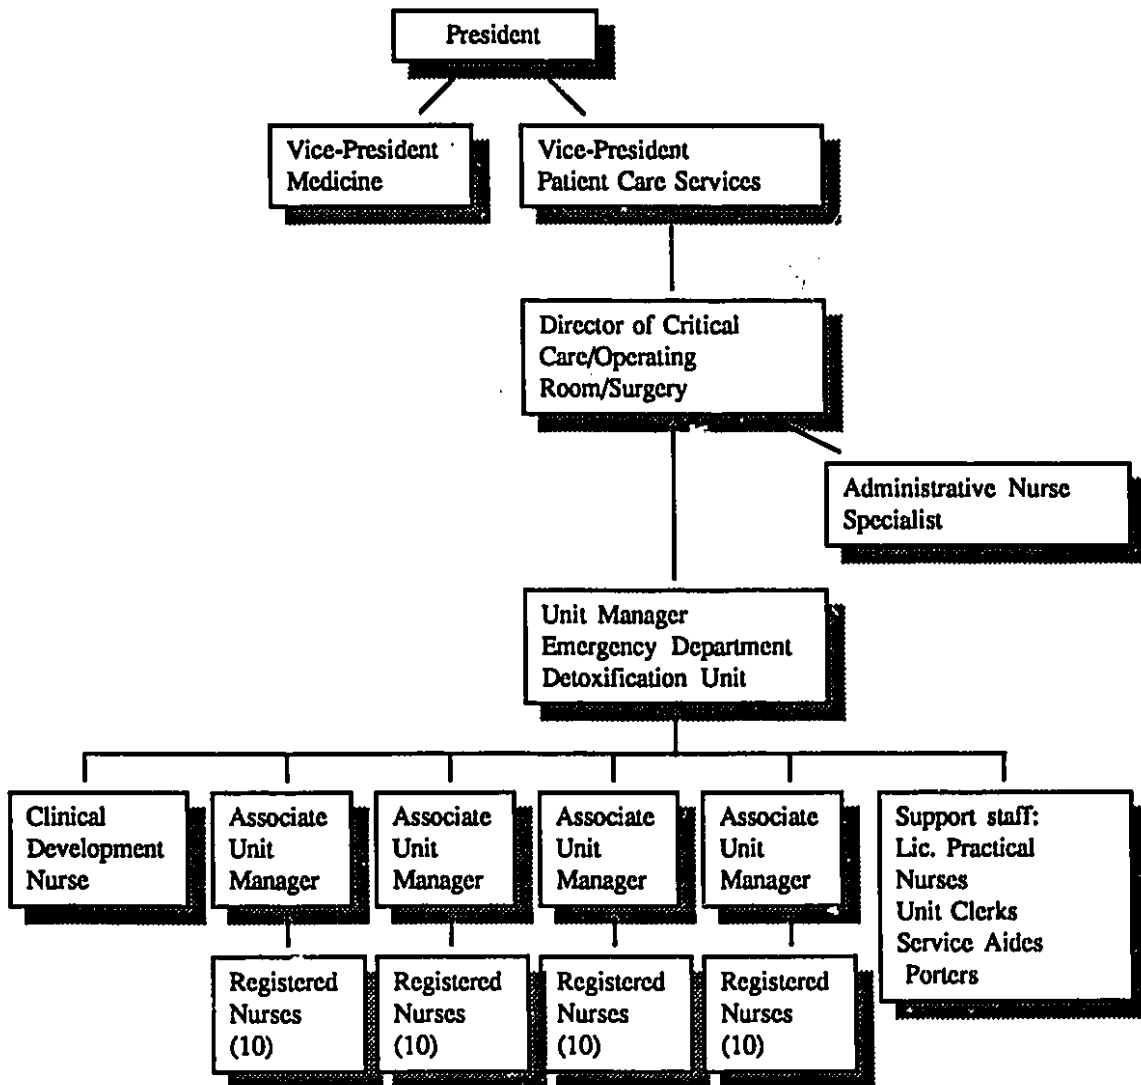 President
Vice-President
Medicine
Vice-President
Patient Care Services
Director of Critical
Care/Operating
Room/Surgery
Administrative Nurse
Specialist
Unit Manager
Emergency Department
Detoxification Unit
Clinical
Development
Nurse
Associate
Unit
Manager
Associate
Unit
Manager
Associate
Unit
Manager
Associate
Unit
Manager
Support staff:
Lic. Practical
Nurses
Unit Clerks
Service Aides
Porters
Registered
Nurses
(10)
Registered
Nurses
(10)
Registered
Nurses
(10)
Registered
Nurses
(10)